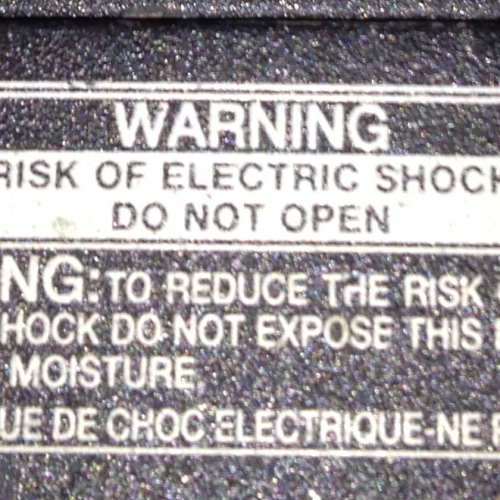 WARNING
RISK OF ELECTRIC SHOCK
DO NOT OPEN
NG: TO REDUCE THE RISK
HOCK DO NOT EXPOSE THIS
MOISTURE
UE DE CHOC ELECTRIQUE-NE